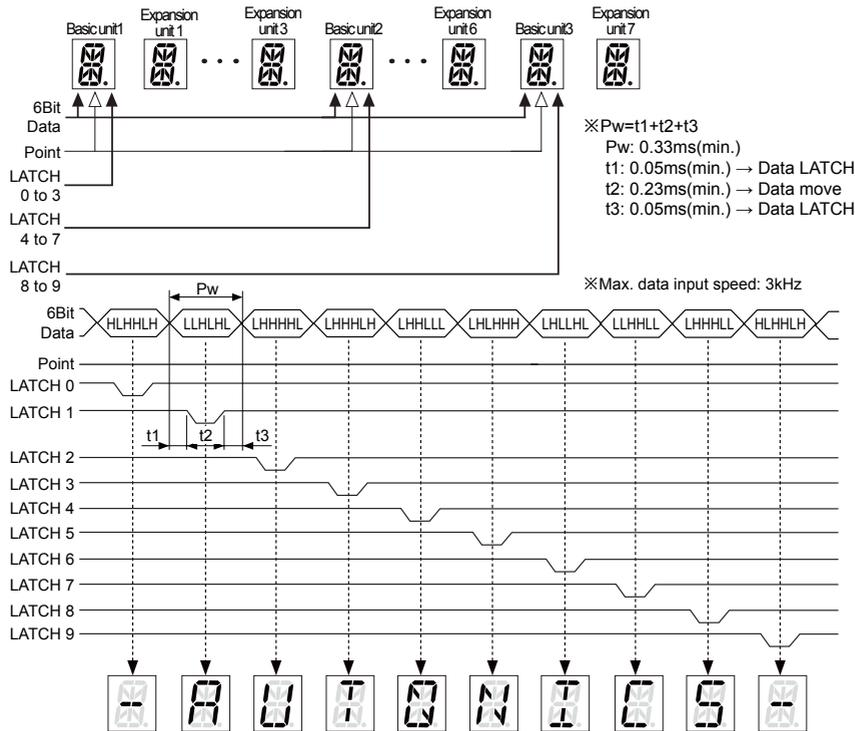 Basic unit1
Expansion
unit 1
Expansion
unit 3
Basic unit2
Expansion
unit 6
Basic unit3
Expansion
unit 7
6Bit
Data
Point
LATCH
0 to 3
LATCH
4 to 7
LATCH
8 to 9
※Pw=t1+t2+t3
Pw: 0.33ms(min.)
t1: 0.05ms(min.) → Data LATCH
t2: 0.23ms(min.) → Data move
t3: 0.05ms(min.) → Data LATCH
※Max. data input speed: 3kHz
Pw
6Bit
Data
HLHHLH LLHLHL LHHHHL LHHHLH LHHLLL LHLHHH LHLLHL LLHHLL LHHHLL HLHHLH
Point
LATCH 0
LATCH 1
t1 t2 t3
LATCH 2
LATCH 3
LATCH 4
LATCH 5
LATCH 6
LATCH 7
LATCH 8
LATCH 9
- A U T O N I C S -